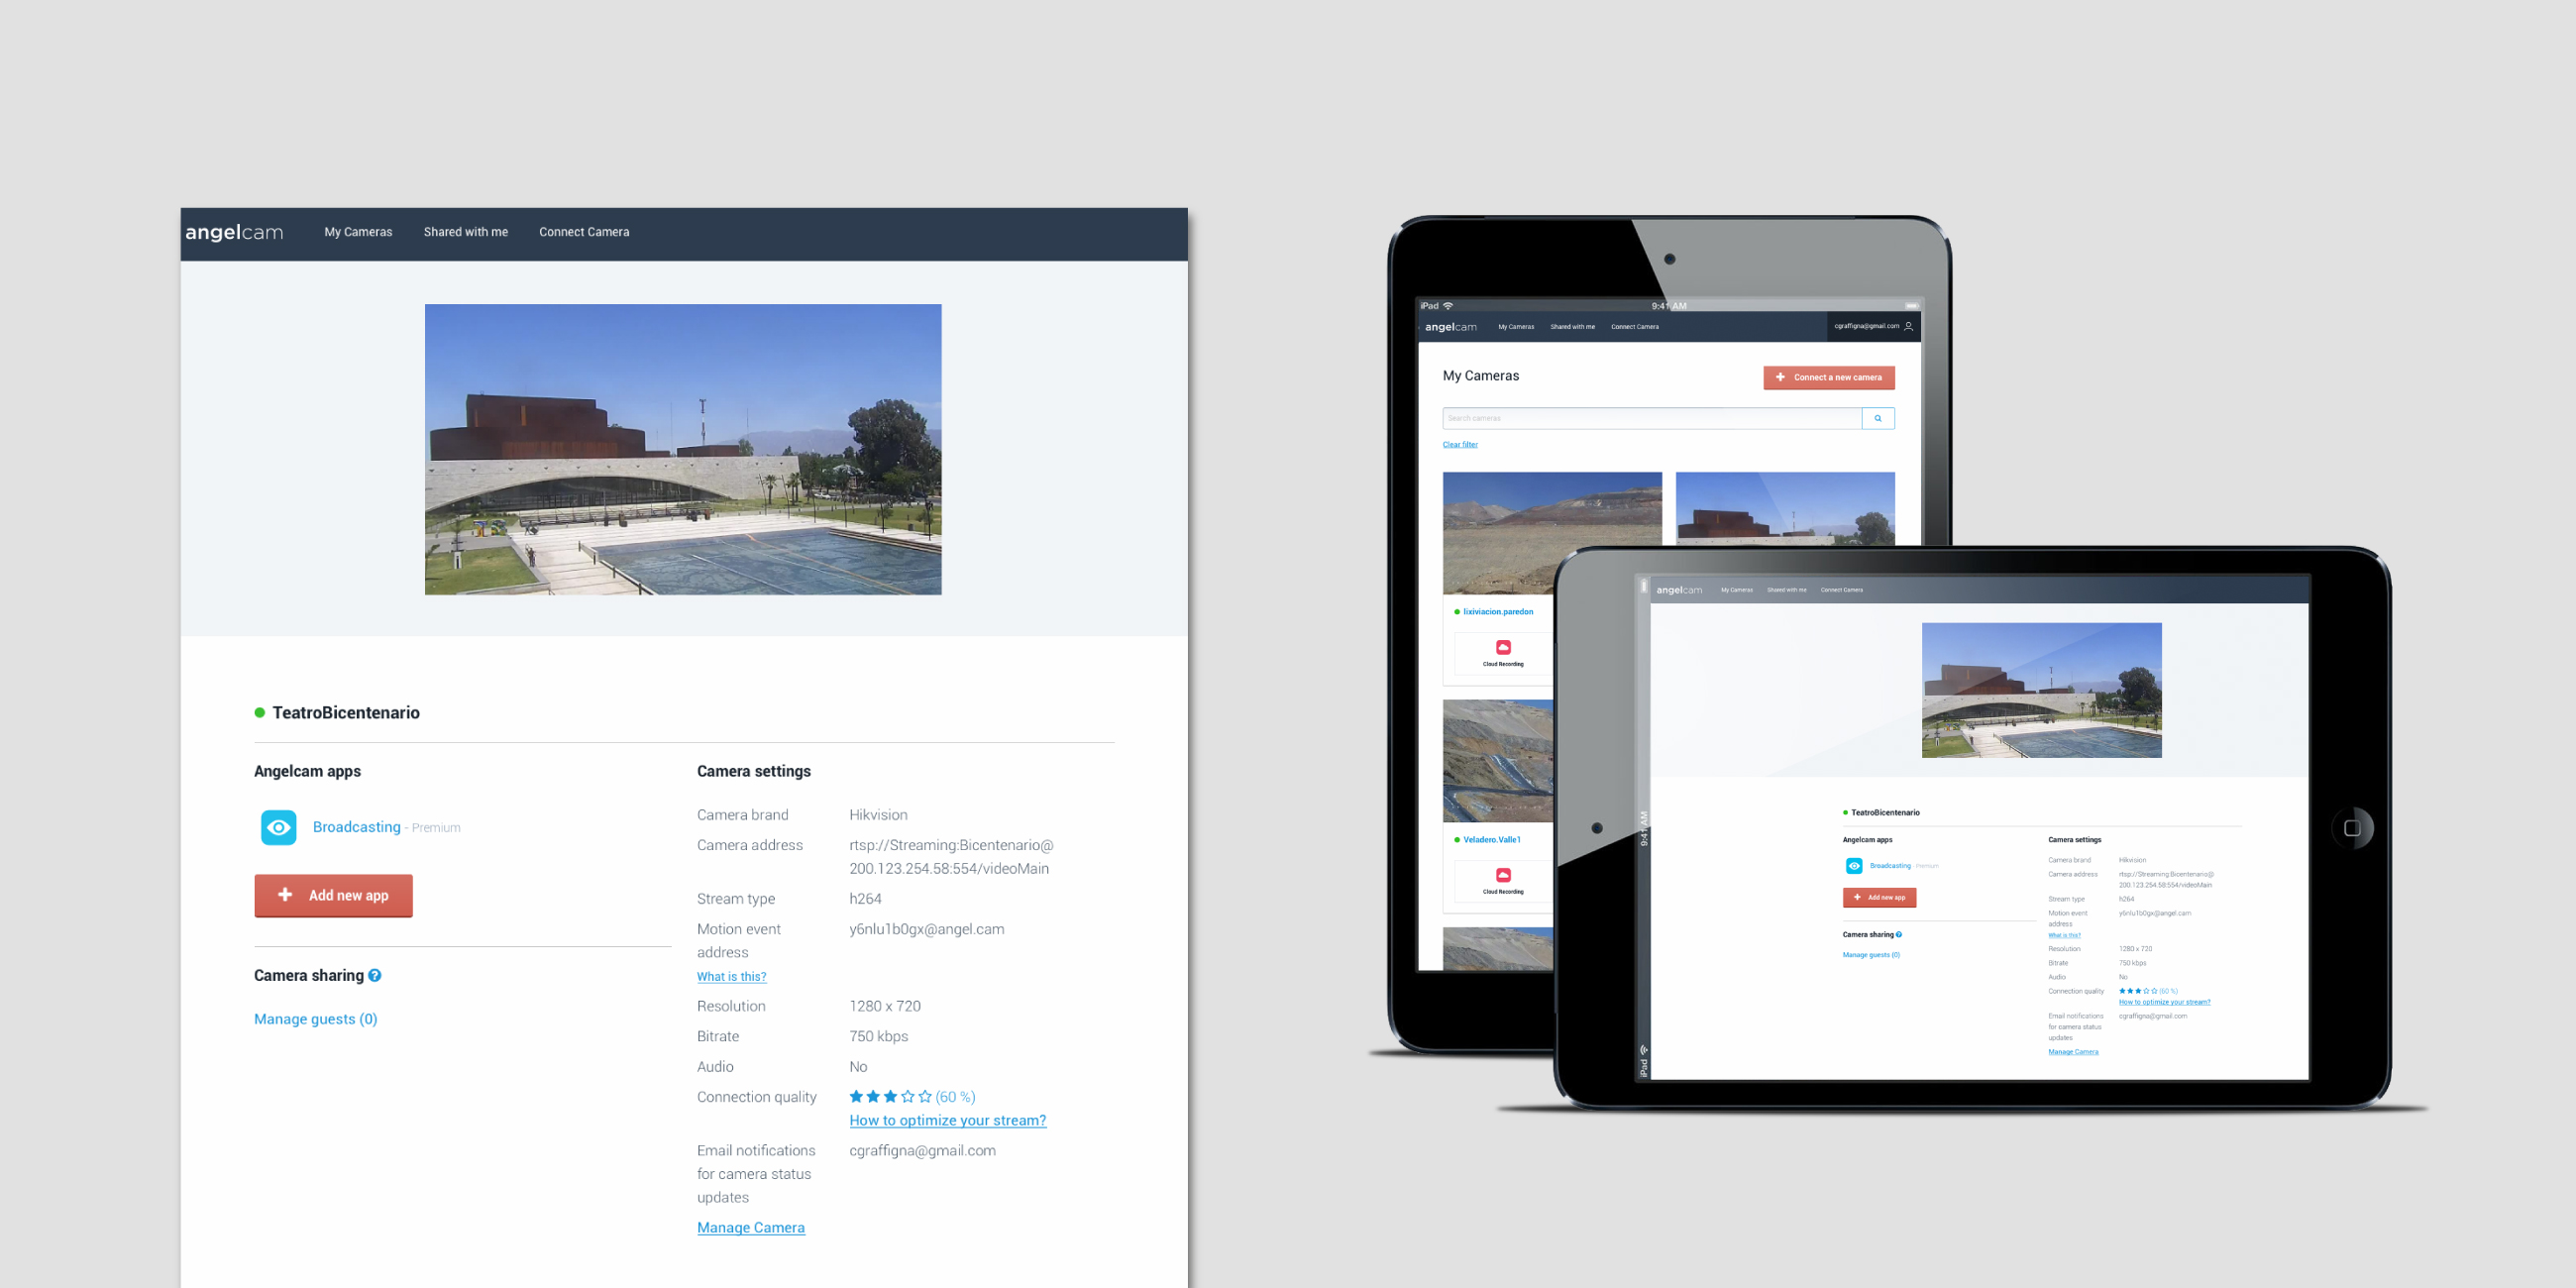 angelcam My Cameras Shared with me Connect Camera
TeatroBicentenario
Angelcam apps
Broadcasting - Premium
Add new app
Camera sharing ?
Manage guests (0)
Camera settings
Camera brand Hikvision
Camera address rtsp://Streaming:Bicentenario@
200.123.254.58:554/videoMain
Stream type h264
Motion event y6nlu1b0gx@angel.cam
address
What is this?
Resolution 1280 x 720
Bitrate 750 kbps
Audio No
Connection quality (60 %)
How to optimize your stream?
Email notifications cgraffigna@gmail.com
for camera status
updates
Manage Camera
iPad 9:41 AM
angelcam My Cameras Shared with me Connect Camera cgraffigna@gmail.com
My Cameras Connect a new camera
Search cameras
Clear filter
lixiviacion.paredon
Cloud Recording
Veladero.Valle1
Cloud Recording
iPad 9:41 AM
angelcam My Cameras Shared with me Connect Camera
TeatroBicentenario
Angelcam apps
Broadcasting - Premium
Add new app
Camera sharing ?
Manage guests (0)
Camera settings
Camera brand Hikvision
Camera address rtsp://Streaming:Bicentenario@
200.123.254.58:554/videoMain
Stream type h264
Motion event y6nlu1b0gx@angel.cam
address
What is this?
Resolution 1280 x 720
Bitrate 750 kbps
Audio No
Connection quality (60 %)
How to optimize your stream?
Email notifications cgraffigna@gmail.com
for camera status
updates
Manage Camera